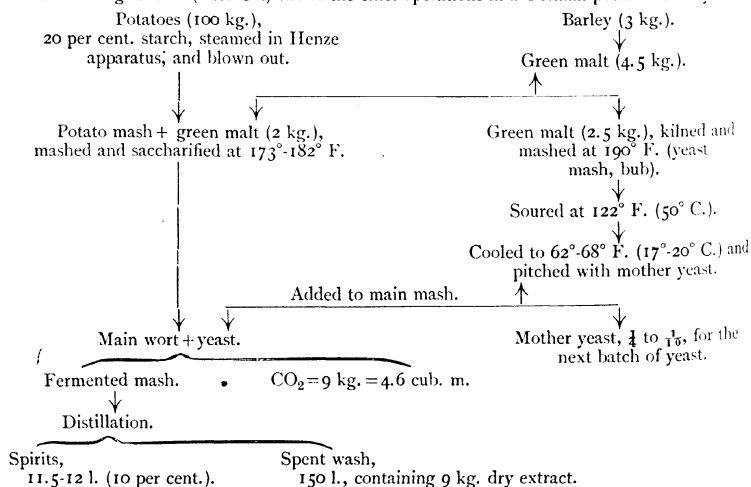 Potatoes (100 kg.),
20 per cent. starch, steamed in Henze
apparatus, and blown out.
Barley (3 kg.).
Green malt (4.5 kg.).
Potato mash + green malt (2 kg.),
mashed and saccharified at 173°-182° F.
Green malt (2.5 kg.), kilned and
mashed at 190° F. (yeast
mash, bub).
Soured at 122° F. (50° C.).
Cooled to 62°-68° F. (17°-20° C.) and
pitched with mother yeast.
Added to main mash.
Main wort + yeast.
Mother yeast, ¼ to 1/10, for the
next batch of yeast.
Fermented mash.
CO₂ = 9 kg. = 4.6 cub. m.
Distillation.
Spirits,
11.5-12 l. (10 per cent.).
Spent wash,
150 l., containing 9 kg. dry extract.